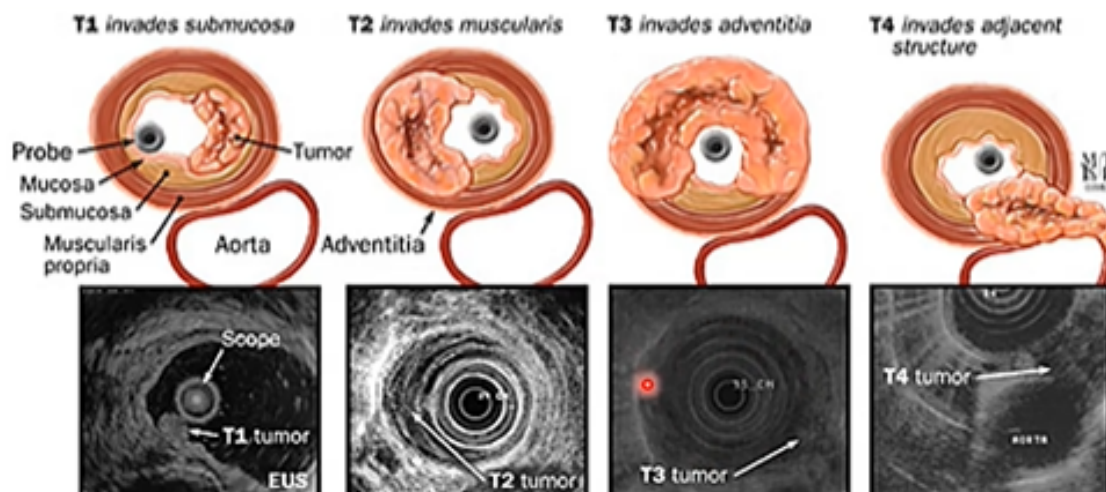 T1 invades submucosa
T2 invades muscularis
T3 invades adventitia
T4 invades adjacent
structure
Probe
Tumor
Mucosa
Submucosa
Muscularis
propria
Aorta
Adventitia
Scope
T1 tumor
EUS
T2 tumor
T3 tumor
T4 tumor
AORTA